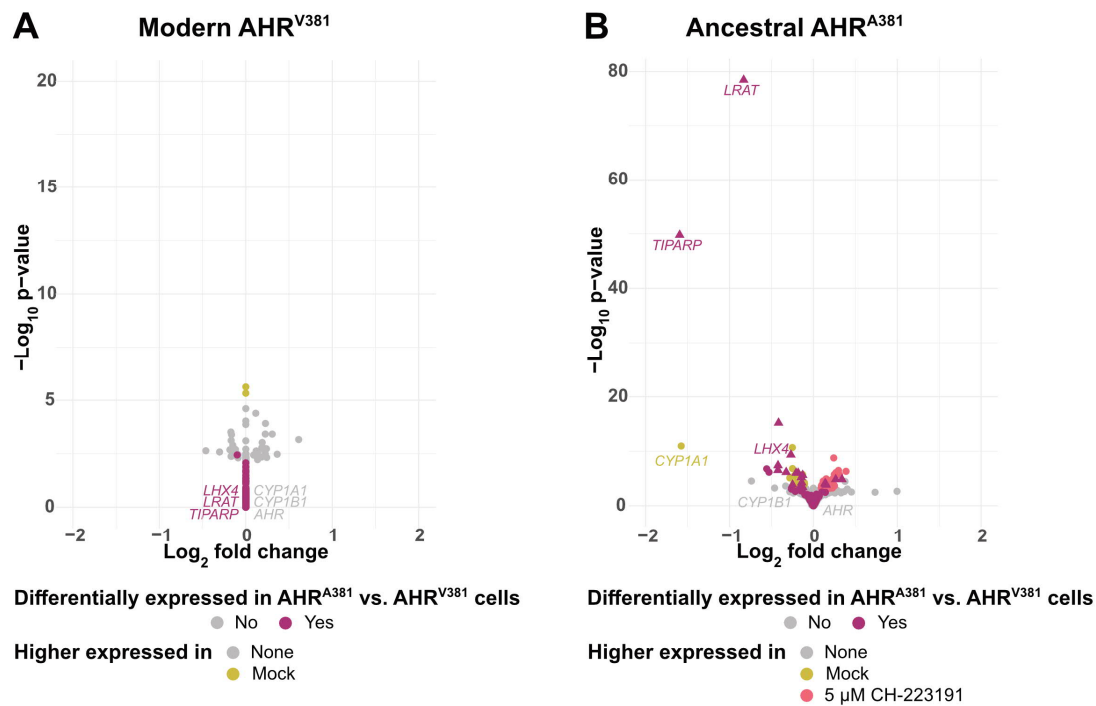 A
Modern AHR^V381
20
15
10
5
0
−Log10 p−value
LHX4 CYP1A1
LRAT CYP1B1
TIPARP AHR
−2 −1 0 1 2
Log2 fold change
Differentially expressed in AHR^A381 vs. AHR^V381 cells
No Yes
Higher expressed in None
Mock
B
Ancestral AHR^A381
80
60
40
20
0
−Log10 p−value
LRAT
TIPARP
LHX4
CYP1A1
CYP1B1 AHR
−2 −1 0 1 2
Log2 fold change
Differentially expressed in AHR^A381 vs. AHR^V381 cells
No Yes
Higher expressed in None
Mock
5 µM CH-223191